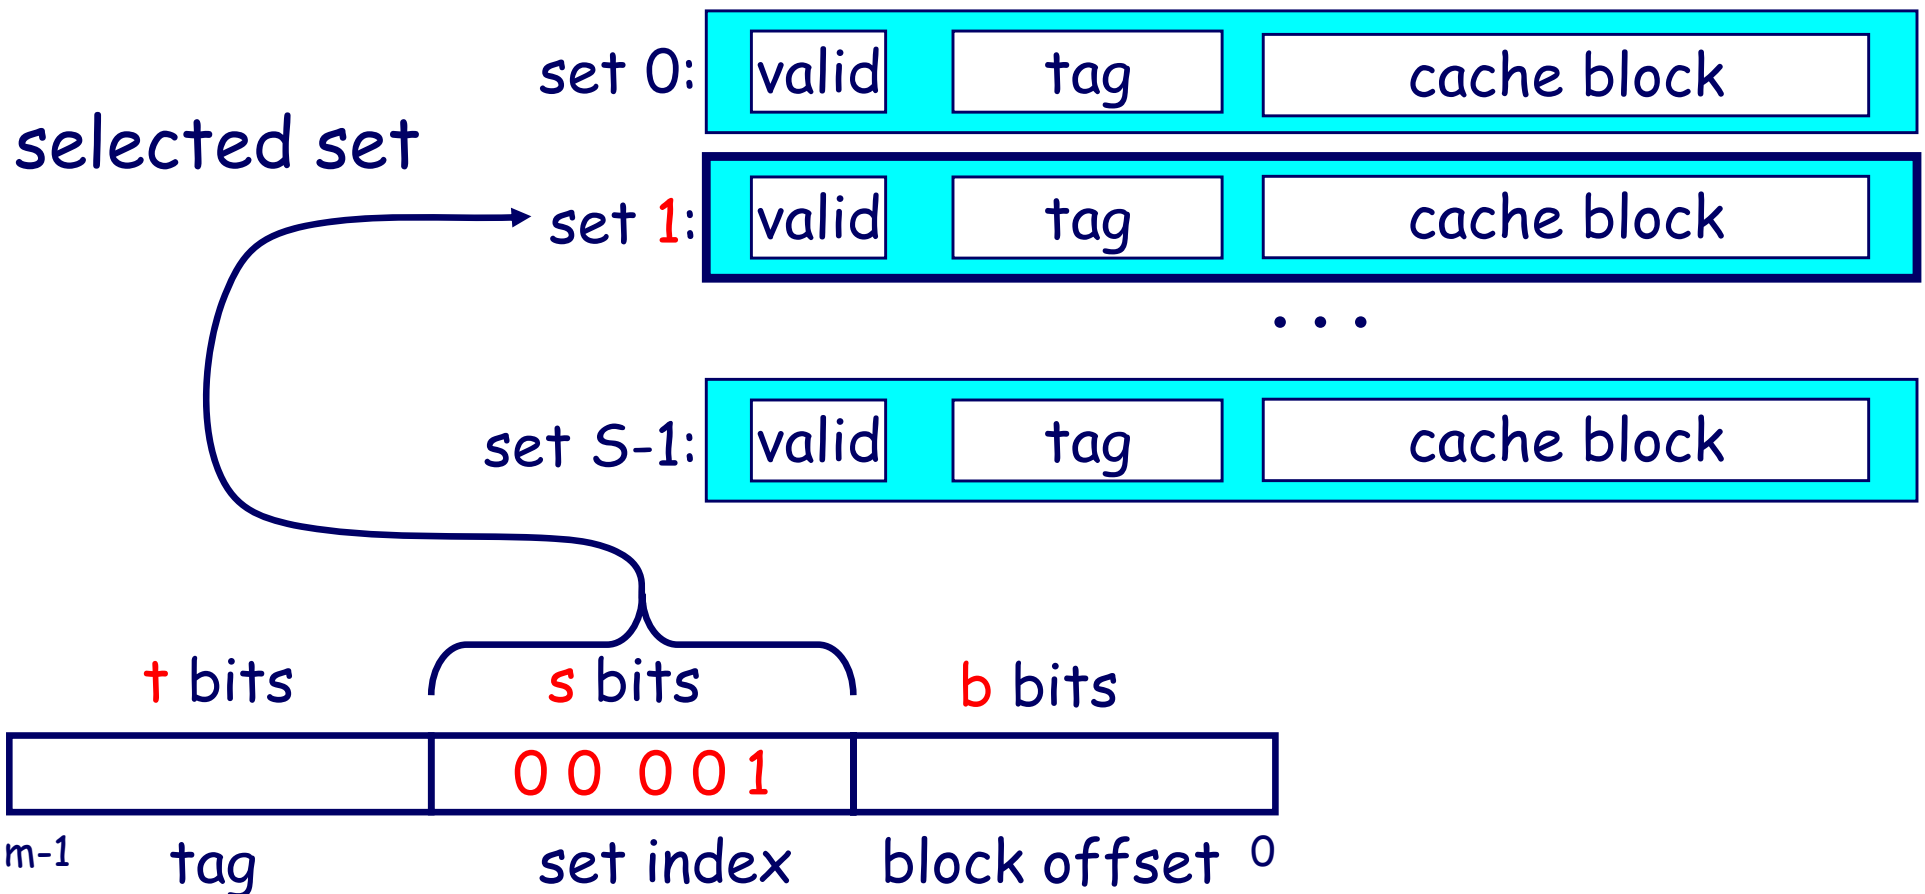 set 0: valid tag cache block
selected set
set 1: valid tag cache block
. . .
set S-1: valid tag cache block
t bits s bits b bits
0 0 0 0 1
m-1 tag set index block offset 0